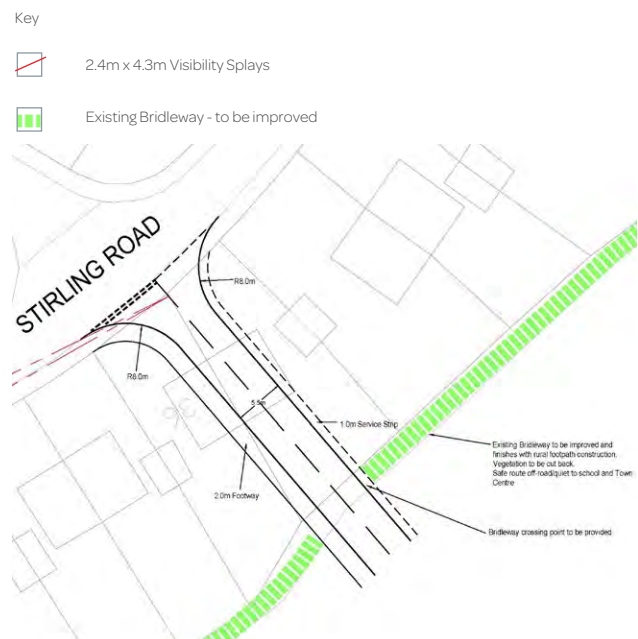 Key
2.4m x 4.3m Visibility Splays
Existing Bridleway - to be improved
STIRLING ROAD
R8.0m
R8.0m
5.5m
1.0m Service Strip
2.0m Footway
Existing Bridleway to be improved and
finishes with rural footpath construction.
Vegetation to be cut back.
Safe route off-road/quiet to school and Town
Centre
Bridleway crossing point to be provided